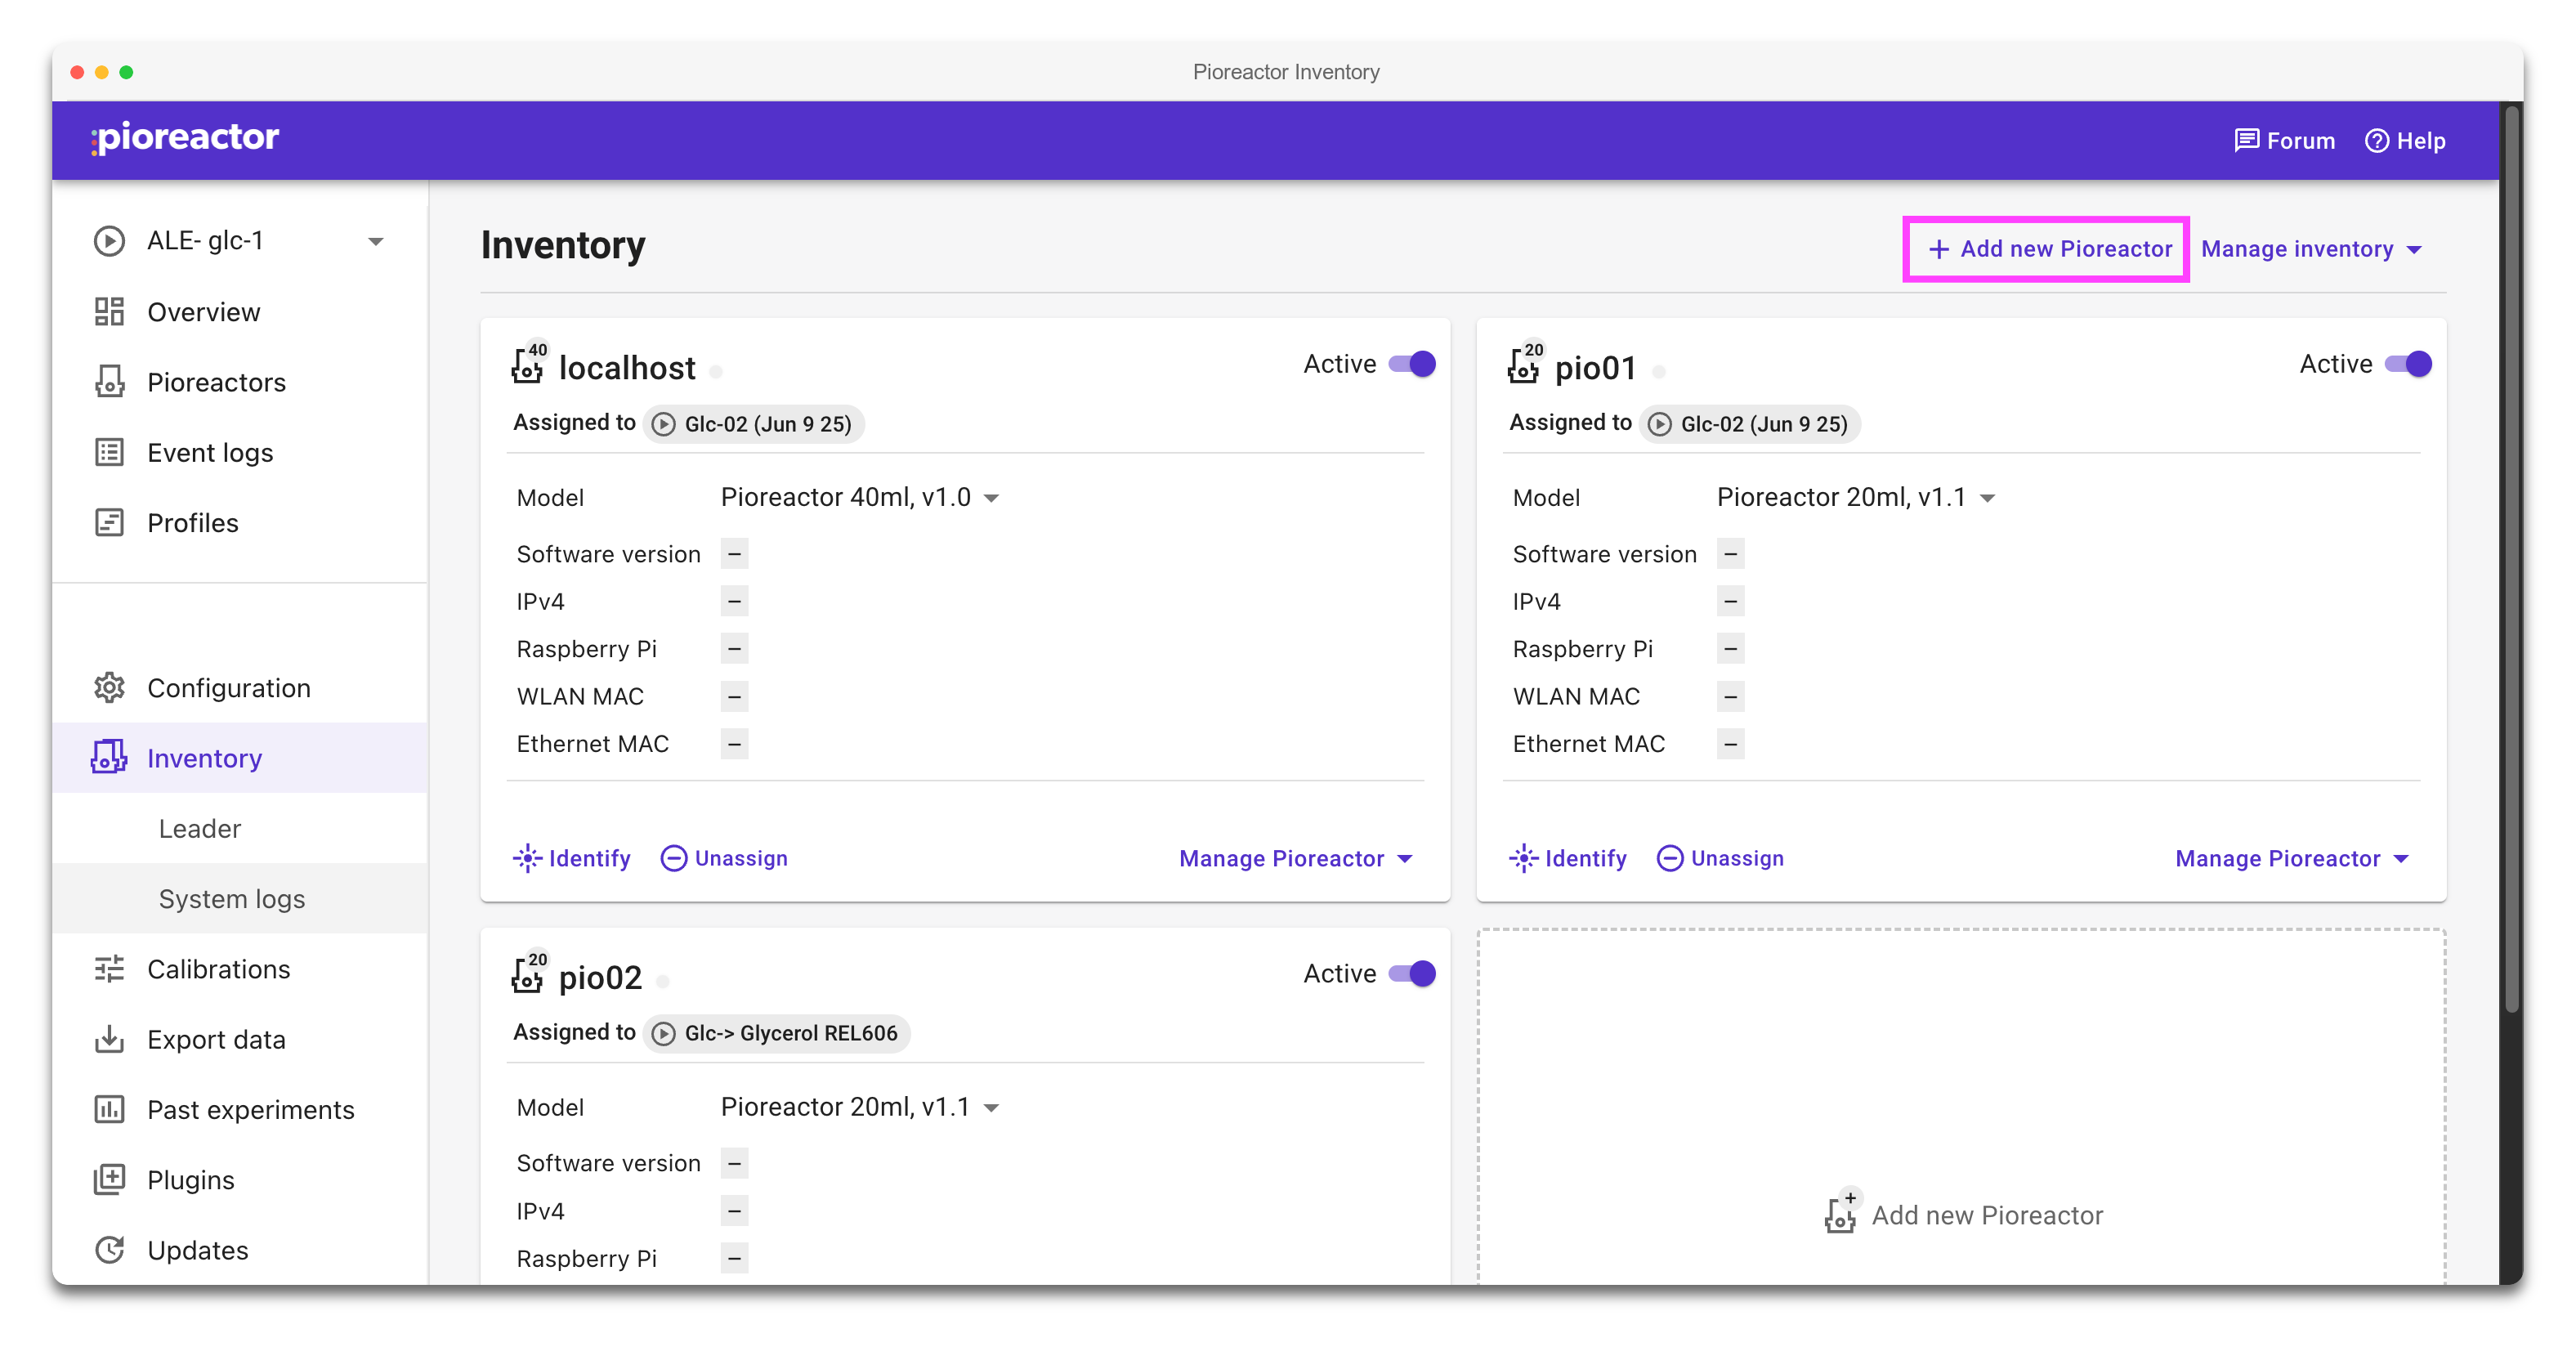 Pioreactor Inventory
pioreactor
Forum
Help
ALE- glc-1
Overview
Pioreactors
Event logs
Profiles
Configuration
Inventory
Leader
System logs
Calibrations
Export data
Past experiments
Plugins
Updates
Inventory
+ Add new Pioreactor
Manage inventory
40
localhost
Active
Assigned to Glc-02 (Jun 9 25)
Model Pioreactor 40ml, v1.0
Software version –
IPv4 –
Raspberry Pi –
WLAN MAC –
Ethernet MAC –
Identify
Unassign
Manage Pioreactor
20
pio01
Active
Assigned to Glc-02 (Jun 9 25)
Model Pioreactor 20ml, v1.1
Software version –
IPv4 –
Raspberry Pi –
WLAN MAC –
Ethernet MAC –
Identify
Unassign
Manage Pioreactor
20
pio02
Active
Assigned to Glc-> Glycerol REL606
Model Pioreactor 20ml, v1.1
Software version –
IPv4 –
Raspberry Pi –
+
Add new Pioreactor